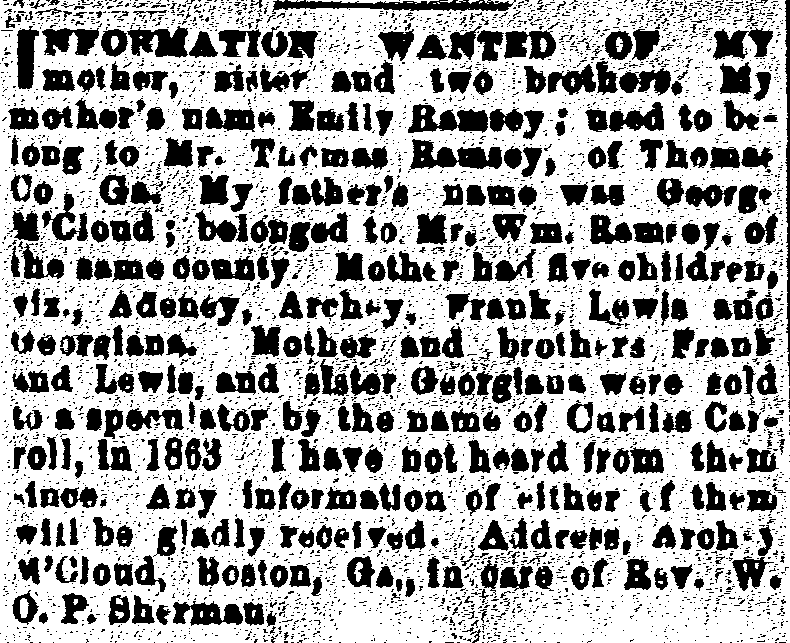 INFORMATION WANTED OF MY
mother, sister and two brothers. My
mother's name Emily Ramsey; used to be-
long to Mr. Thomas Ramsey, of Thomas
Co, Ga. My father's name was George
M'Cloud; belonged to Mr. Wm. Ramsey, of
the same county. Mother had five children,
viz., Adeney, Archey, Frank, Lewis and
Georgiana. Mother and brothers Frank
and Lewis, and sister Georgiana were sold
to a speculator by the name of Curtiss Car-
roll, in 1863 I have not heard from them
since. Any information of either of them
will be gladly received. Address, Archey
M'Cloud, Boston, Ga., in care of Rev. W.
O. P. Sherman.